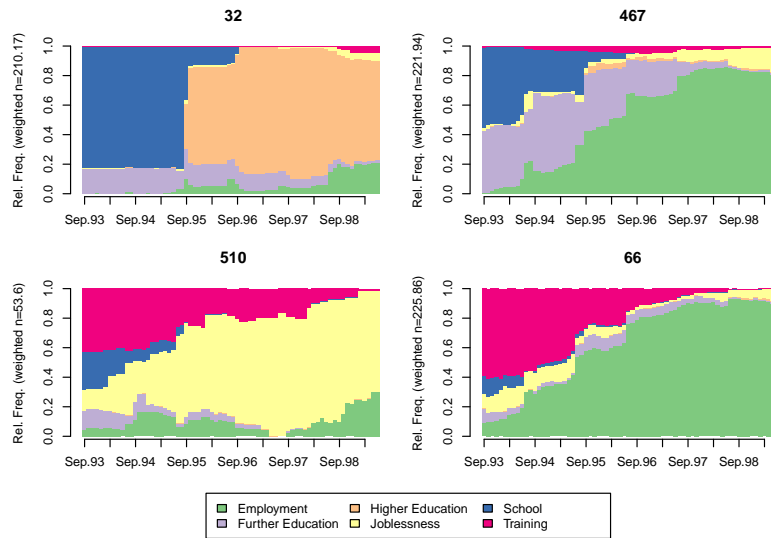 32
467
Rel. Freq. (weighted n=210.17)
0.0 0.2 0.4 0.6 0.8 1.0
Sep.93 Sep.94 Sep.95 Sep.96 Sep.97 Sep.98
Rel. Freq. (weighted n=221.94)
0.0 0.2 0.4 0.6 0.8 1.0
Sep.93 Sep.94 Sep.95 Sep.96 Sep.97 Sep.98
510
66
Rel. Freq. (weighted n=53.6)
0.0 0.2 0.4 0.6 0.8 1.0
Sep.93 Sep.94 Sep.95 Sep.96 Sep.97 Sep.98
Rel. Freq. (weighted n=225.86)
0.0 0.2 0.4 0.6 0.8 1.0
Sep.93 Sep.94 Sep.95 Sep.96 Sep.97 Sep.98
Employment
Further Education
Higher Education
Joblessness
School
Training